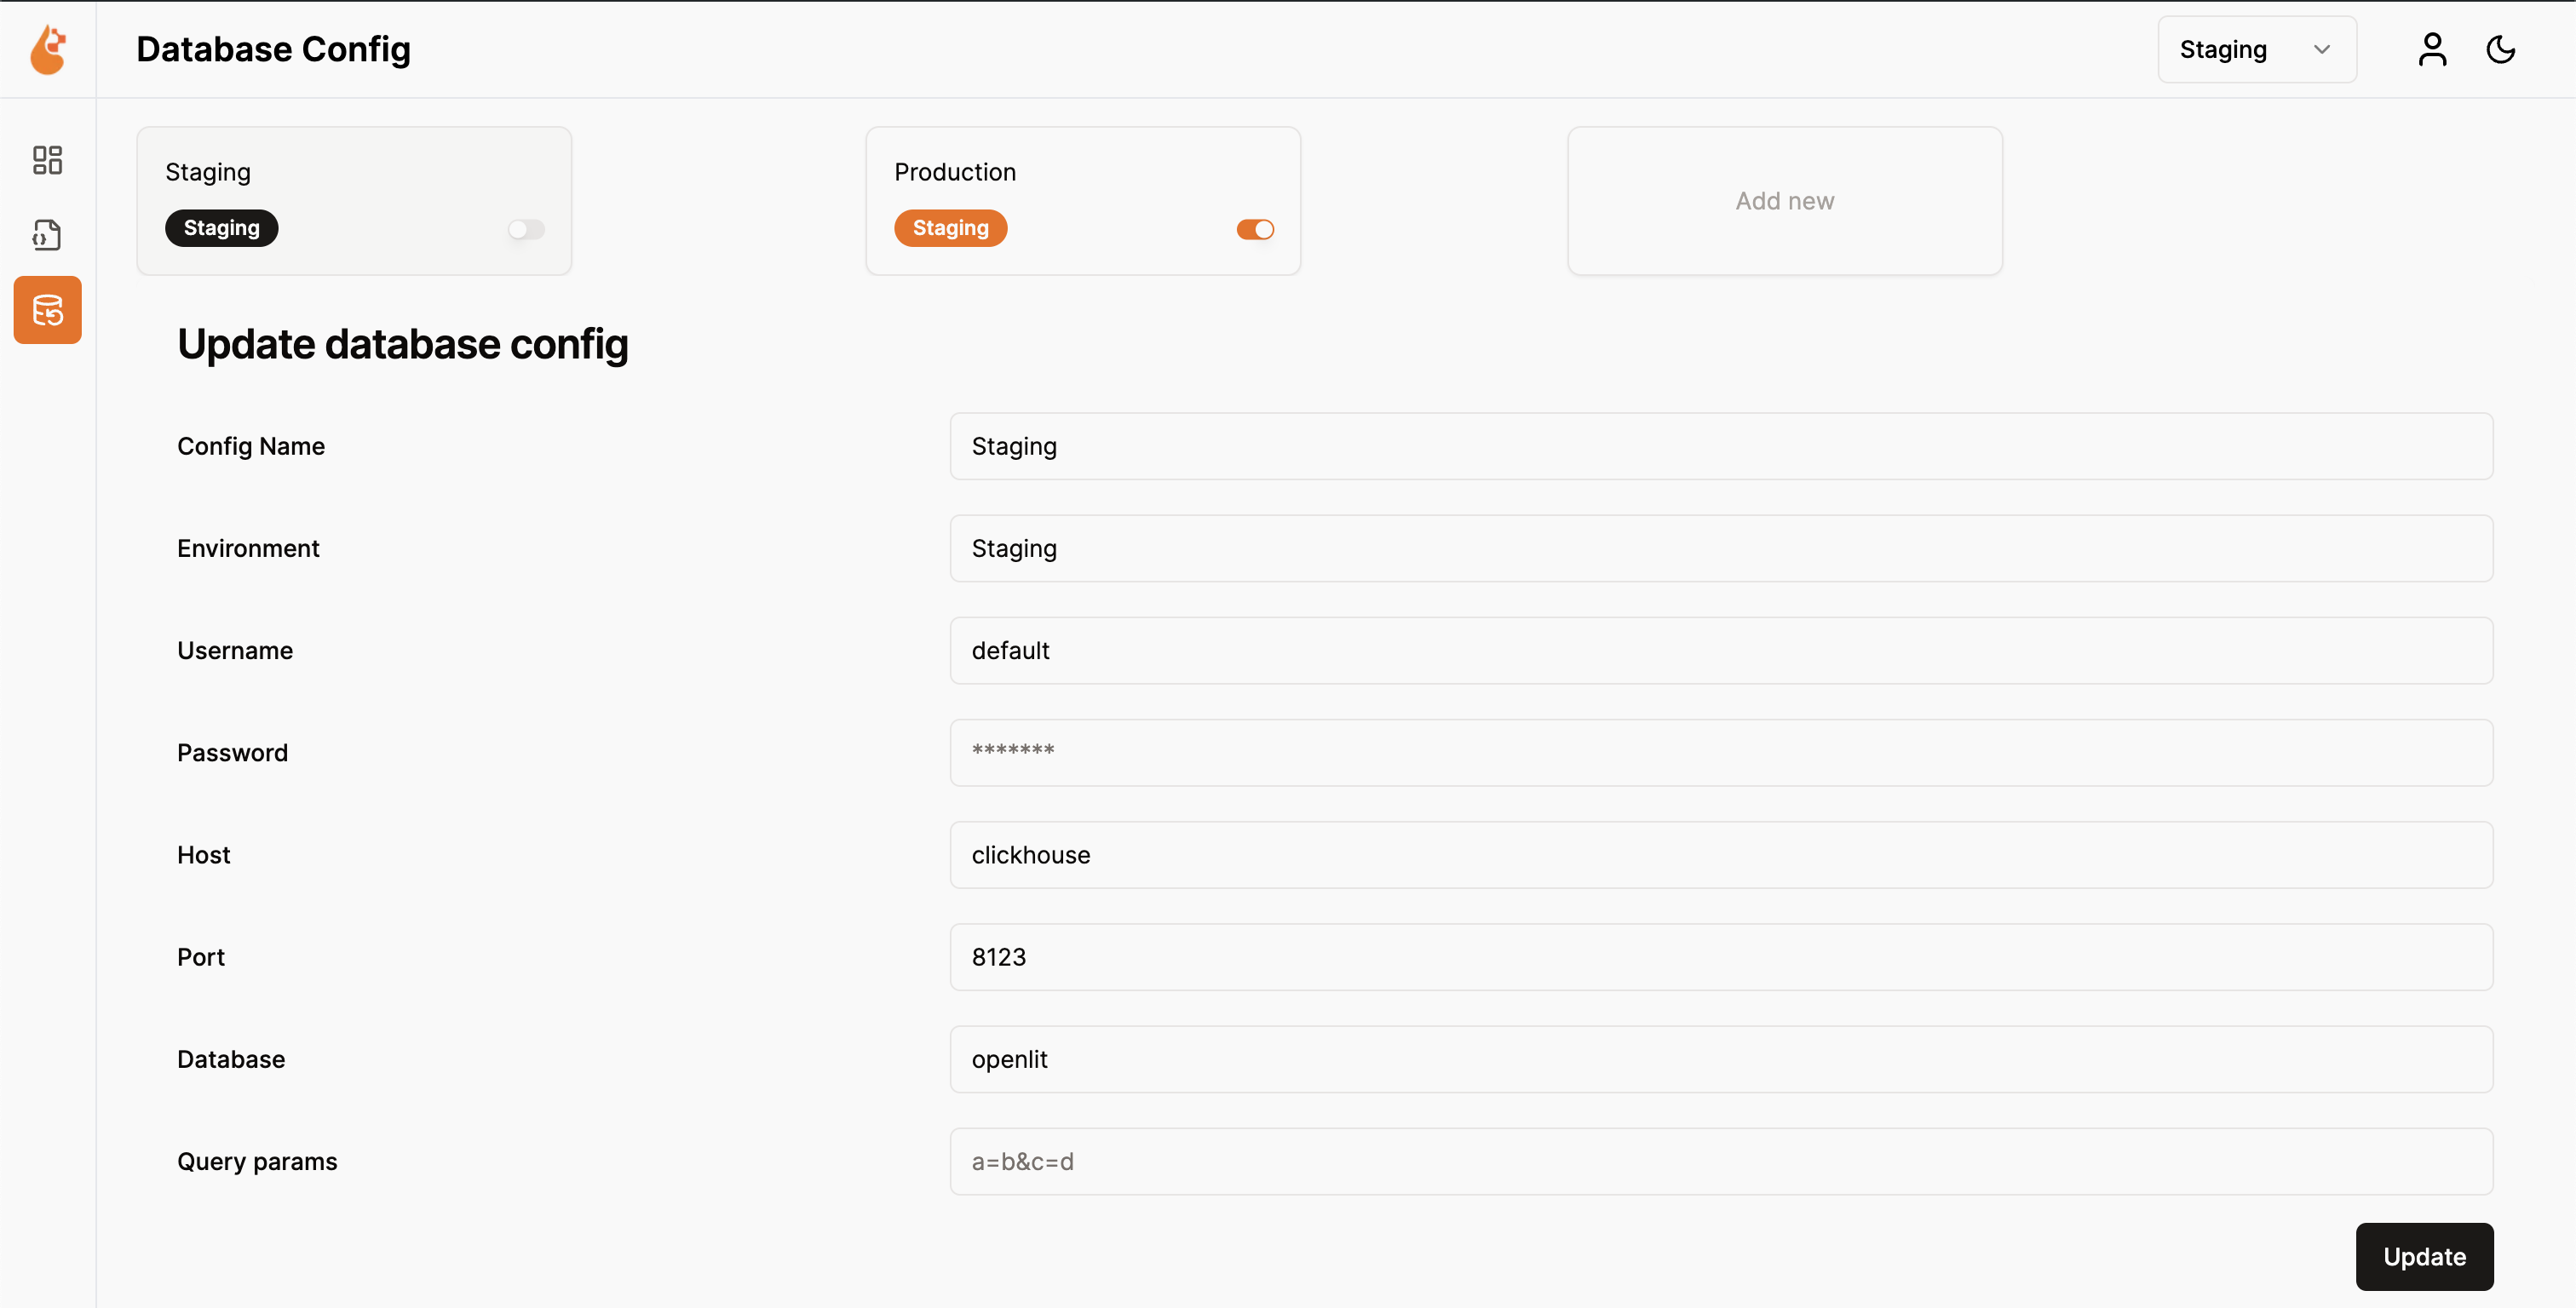 Database Config
Staging
Staging
Staging
Production
Staging
Add new
Update database config
Config Name
Staging
Environment
Staging
Username
default
Password
*******
Host
clickhouse
Port
8123
Database
openlit
Query params
a=b&c=d
Update